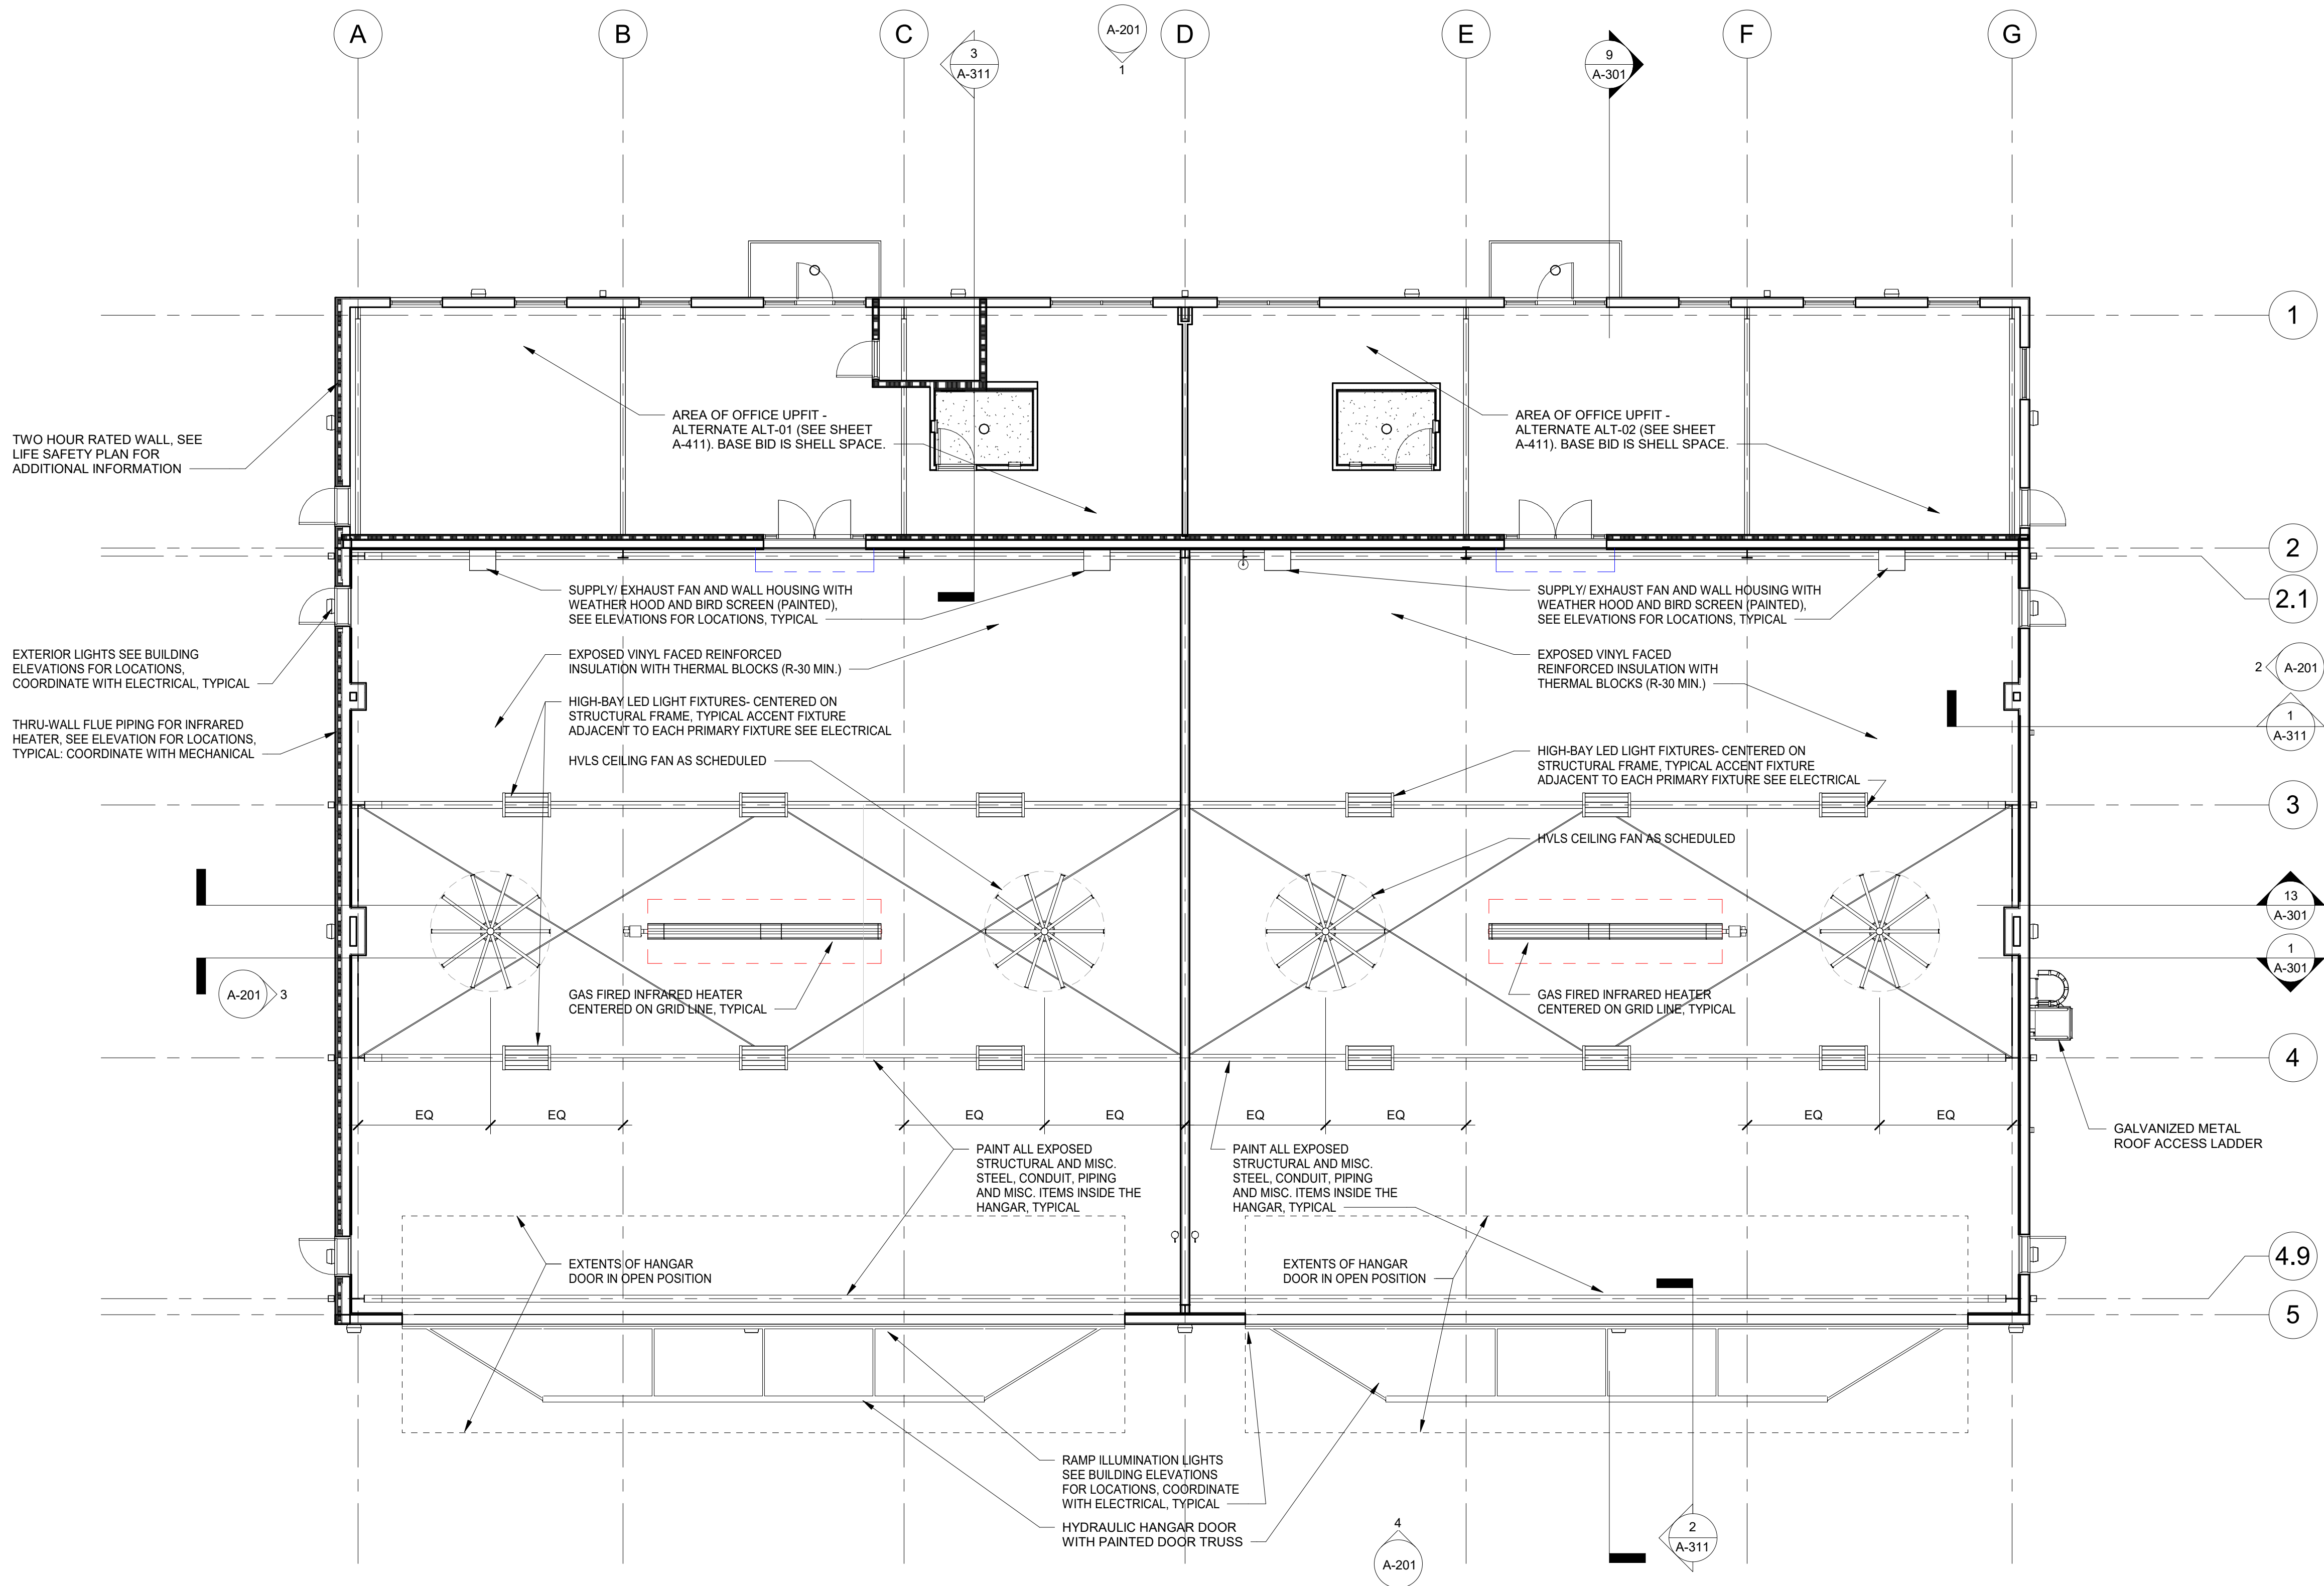 A
B
C
D
E
F
G
3
A-311
A-201
1
9
A-301
1
AREA OF OFFICE UPFIT -
ALTERNATE ALT-01 (SEE SHEET
A-411). BASE BID IS SHELL SPACE.
AREA OF OFFICE UPFIT -
ALTERNATE ALT-02 (SEE SHEET
A-411). BASE BID IS SHELL SPACE.
TWO HOUR RATED WALL, SEE
LIFE SAFETY PLAN FOR
ADDITIONAL INFORMATION
2
2.1
SUPPLY/ EXHAUST FAN AND WALL HOUSING WITH
WEATHER HOOD AND BIRD SCREEN (PAINTED),
SEE ELEVATIONS FOR LOCATIONS, TYPICAL
SUPPLY/ EXHAUST FAN AND WALL HOUSING WITH
WEATHER HOOD AND BIRD SCREEN (PAINTED),
SEE ELEVATIONS FOR LOCATIONS, TYPICAL
EXTERIOR LIGHTS SEE BUILDING
ELEVATIONS FOR LOCATIONS,
COORDINATE WITH ELECTRICAL, TYPICAL
EXPOSED VINYL FACED REINFORCED
INSULATION WITH THERMAL BLOCKS (R-30 MIN.)
EXPOSED VINYL FACED
REINFORCED INSULATION WITH
THERMAL BLOCKS (R-30 MIN.)
2
A-201
1
A-311
THRU-WALL FLUE PIPING FOR INFRARED
HEATER, SEE ELEVATION FOR LOCATIONS,
TYPICAL: COORDINATE WITH MECHANICAL
HIGH-BAY LED LIGHT FIXTURES- CENTERED ON
STRUCTURAL FRAME, TYPICAL ACCENT FIXTURE
ADJACENT TO EACH PRIMARY FIXTURE SEE ELECTRICAL
HVLS CEILING FAN AS SCHEDULED
HIGH-BAY LED LIGHT FIXTURES- CENTERED ON
STRUCTURAL FRAME, TYPICAL ACCENT FIXTURE
ADJACENT TO EACH PRIMARY FIXTURE SEE ELECTRICAL
3
HVLS CEILING FAN AS SCHEDULED
13
A-301
1
A-301
A-201
3
GAS FIRED INFRARED HEATER
CENTERED ON GRID LINE, TYPICAL
GAS FIRED INFRARED HEATER
CENTERED ON GRID LINE, TYPICAL
4
EQ
EQ
EQ
EQ
EQ
EQ
EQ
EQ
GALVANIZED METAL
ROOF ACCESS LADDER
PAINT ALL EXPOSED
STRUCTURAL AND MISC.
STEEL, CONDUIT, PIPING
AND MISC. ITEMS INSIDE THE
HANGAR, TYPICAL
PAINT ALL EXPOSED
STRUCTURAL AND MISC.
STEEL, CONDUIT, PIPING
AND MISC. ITEMS INSIDE THE
HANGAR, TYPICAL
EXTENTS OF HANGAR
DOOR IN OPEN POSITION
EXTENTS OF HANGAR
DOOR IN OPEN POSITION
4.9
5
RAMP ILLUMINATION LIGHTS
SEE BUILDING ELEVATIONS
FOR LOCATIONS, COORDINATE
WITH ELECTRICAL, TYPICAL
HYDRAULIC HANGAR DOOR
WITH PAINTED DOOR TRUSS
4
A-201
2
A-311